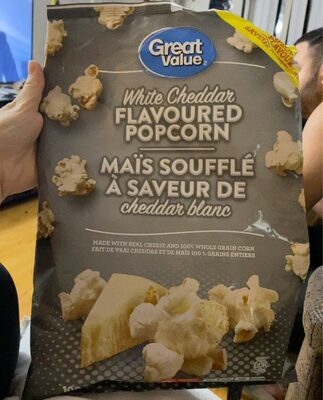 Great
Value
White Cheddar
FLAVOURED
POPCORN
MAÏS SOUFFLÉ
À SAVEUR DE
cheddar blanc
MADE WITH REAL CHEESE AND 100% WHOLE GRAIN CORN
FAIT DE VRAI CHEDDAR ET DE MAÏS 100 % GRAINS ENTIERS